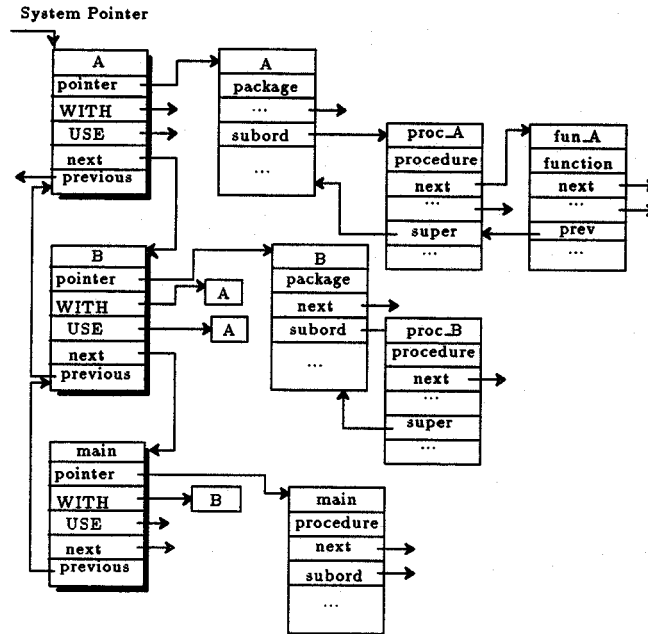 System Pointer
A
pointer
WITH
USE
next
previous
A
package
...
subord
...
proc_A
procedure
next
...
super
...
fun_A
function
next
...
prev
...
B
pointer
WITH
USE
next
previous
A
A
B
package
next
subord
...
proc_B
procedure
next
...
super
...
main
pointer
WITH
USE
next
previous
B
main
procedure
next
subord
...